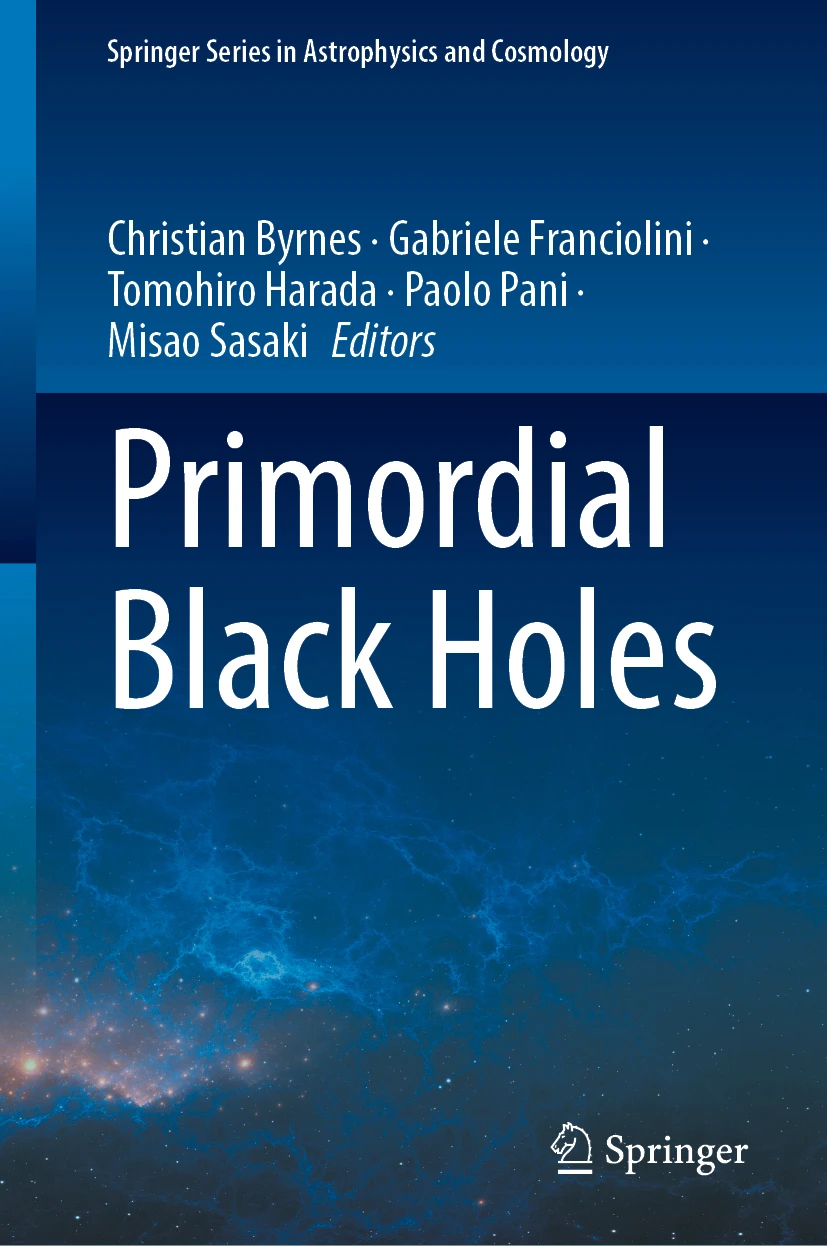 Springer Series in Astrophysics and Cosmology
Christian Byrnes · Gabriele Franciolini ·
Tomohiro Harada · Paolo Pani ·
Misao Sasaki Editors
Primordial
Black Holes
Springer